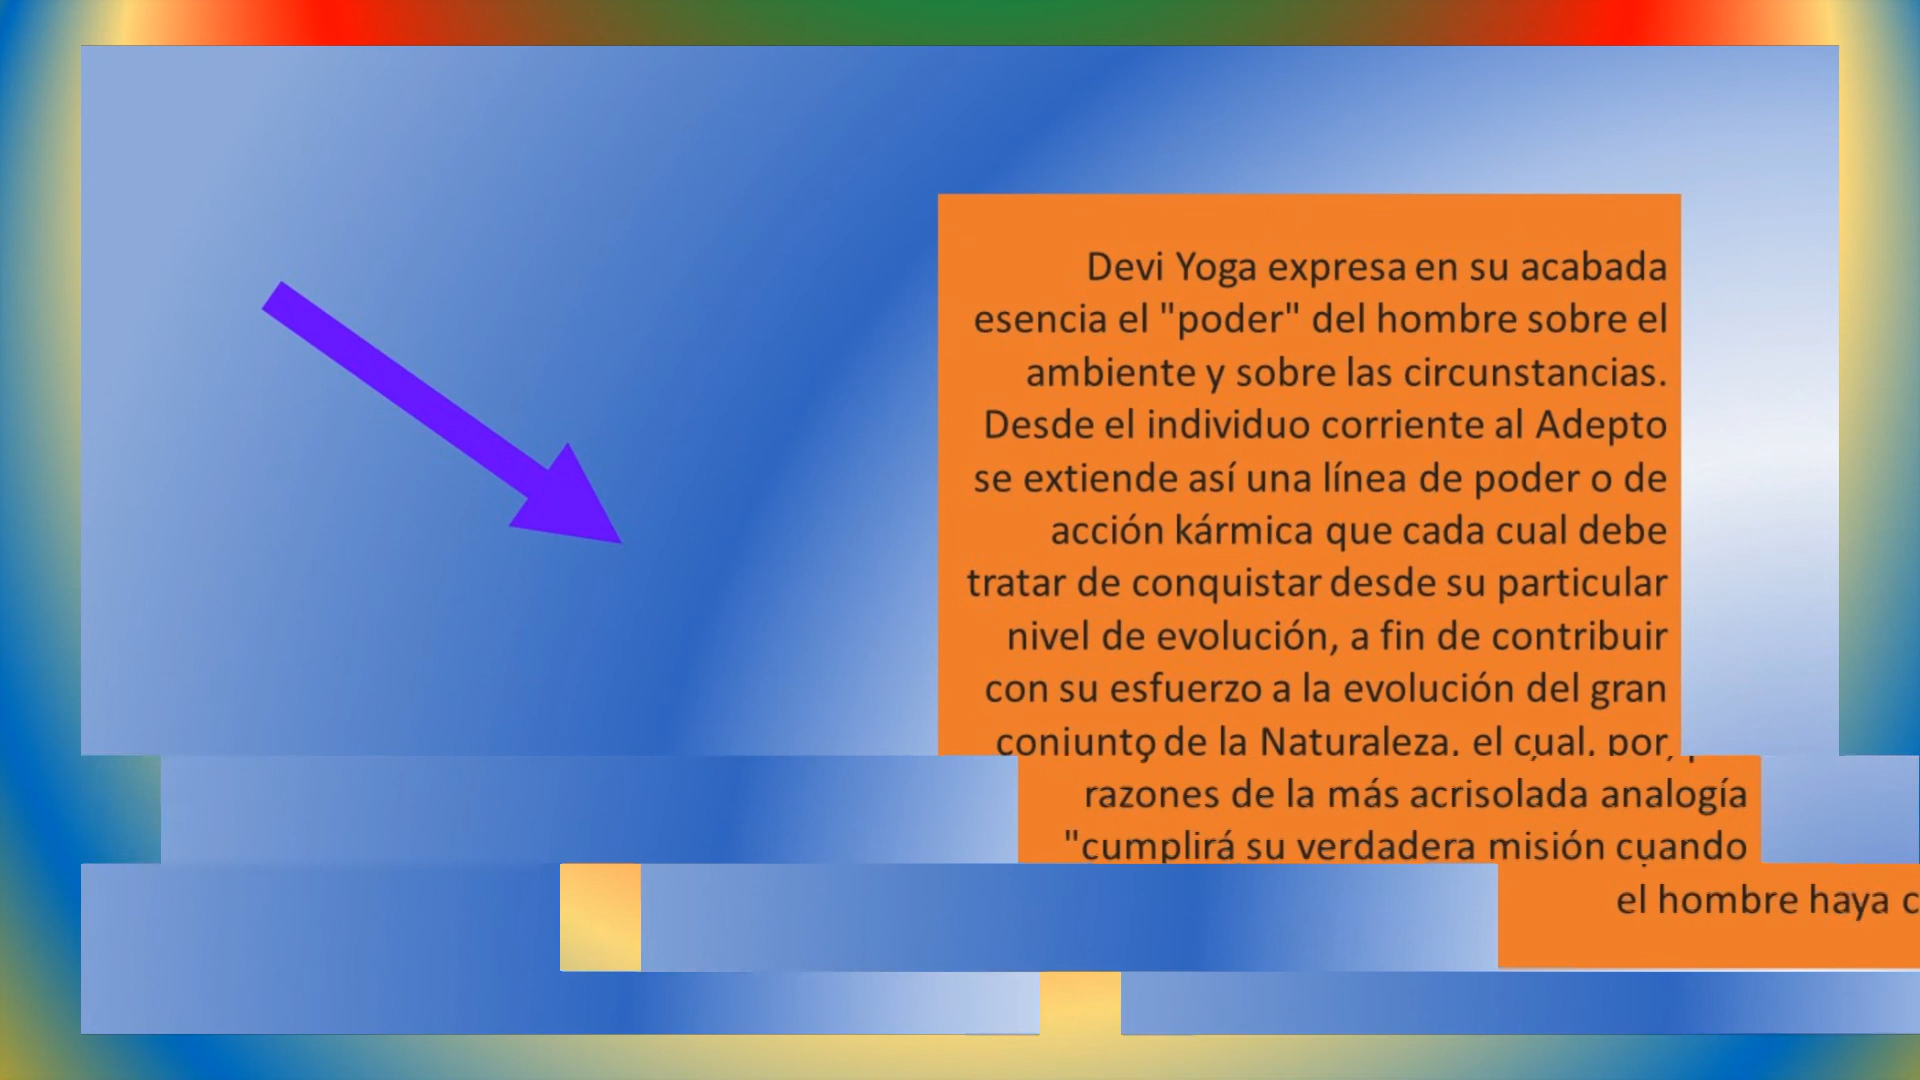 Devi Yoga expresa en su acabada
esencia el "poder" del hombre sobre el
ambiente y sobre las circunstancias.
Desde el individuo corriente al Adepto
se extiende así una línea de poder o de
acción kármica que cada cual debe
tratar de conquistar desde su particular
nivel de evolución, a fin de contribuir
con su esfuerzo a la evolución del gran
conjunto de la Naturaleza, el cual, por,
razones de la más acrisolada analogía
"cumplirá su verdadera misión cuando
el hombre haya